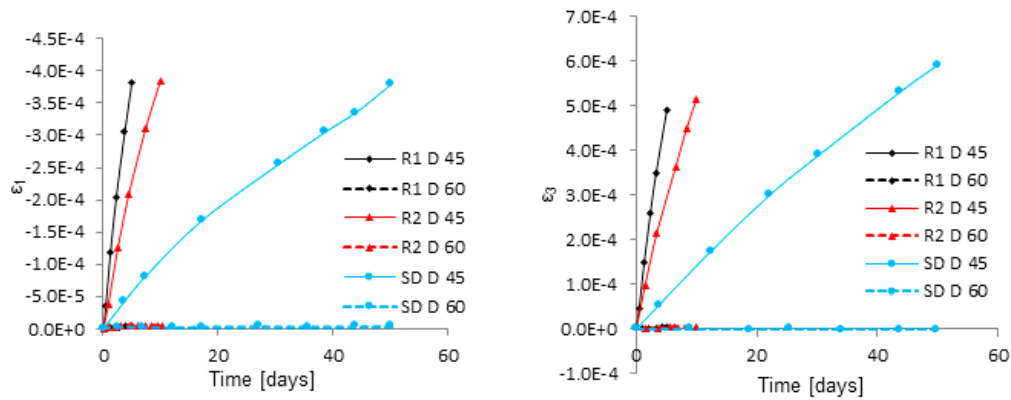 -4.5E-4
-4.0E-4
-3.5E-4
-3.0E-4
-2.5E-4
-2.0E-4
-1.5E-4
-1.0E-4
-5.0E-5
0.0E+0
ε1
0 20 40 60
Time [days]
R1 D 45
R1 D 60
R2 D 45
R2 D 60
SD D 45
SD D 60
7.0E-4
6.0E-4
5.0E-4
4.0E-4
3.0E-4
2.0E-4
1.0E-4
0.0E+0
-1.0E-4
ε3
0 20 40 60
Time [days]
R1 D 45
R1 D 60
R2 D 45
R2 D 60
SD D 45
SD D 60